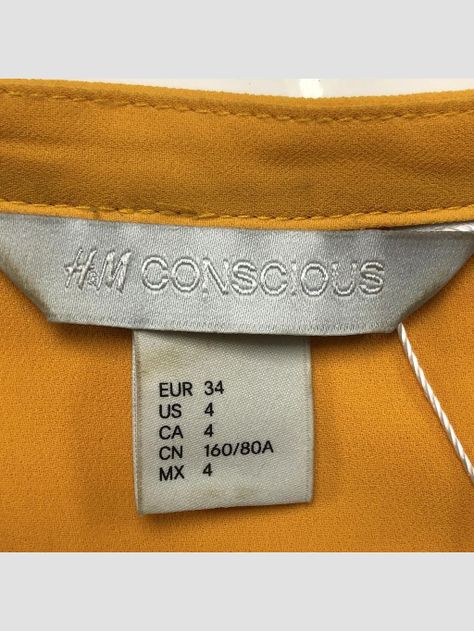 H&M CONSCIOUS
EUR 34
US 4
CA 4
CN 160/80A
MX 4